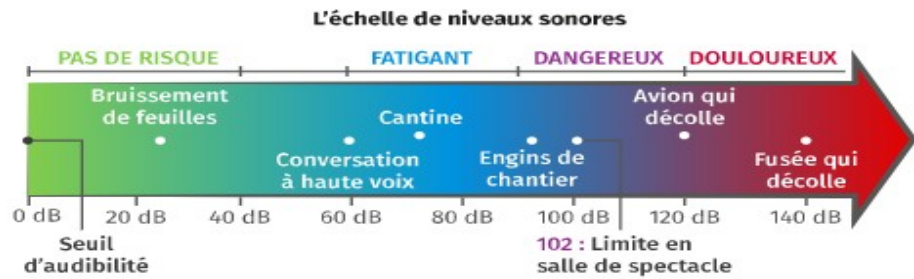 L'échelle de niveaux sonores
PAS DE RISQUE FATIGANT DANGEREUX DOULOUREUX
Bruissement
de feuilles
Conversation
à haute voix
Cantine
Engins de
chantier
Avion qui
décolle
Fusée qui
décolle
0 dB 20 dB 40 dB 60 dB 80 dB 100 dB 120 dB 140 dB
Seuil
d'audibilité
102 : Limite en
salle de spectacle